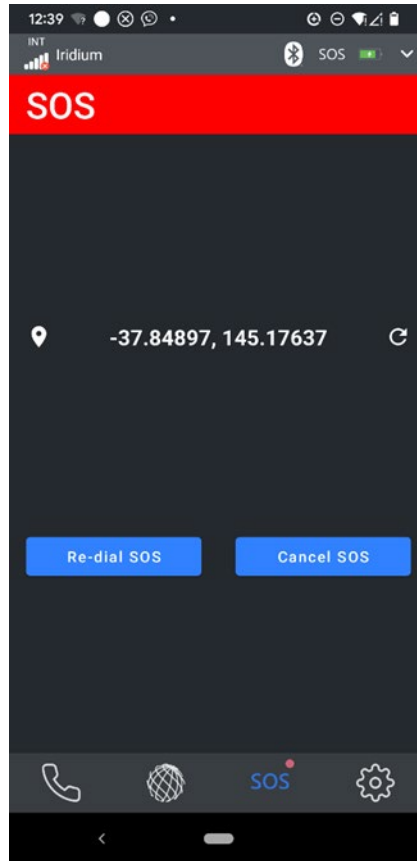 12:39
INT
Iridium
SOS
SOS
-37.84897, 145.17637
Re-dial SOS
Cancel SOS
SOS